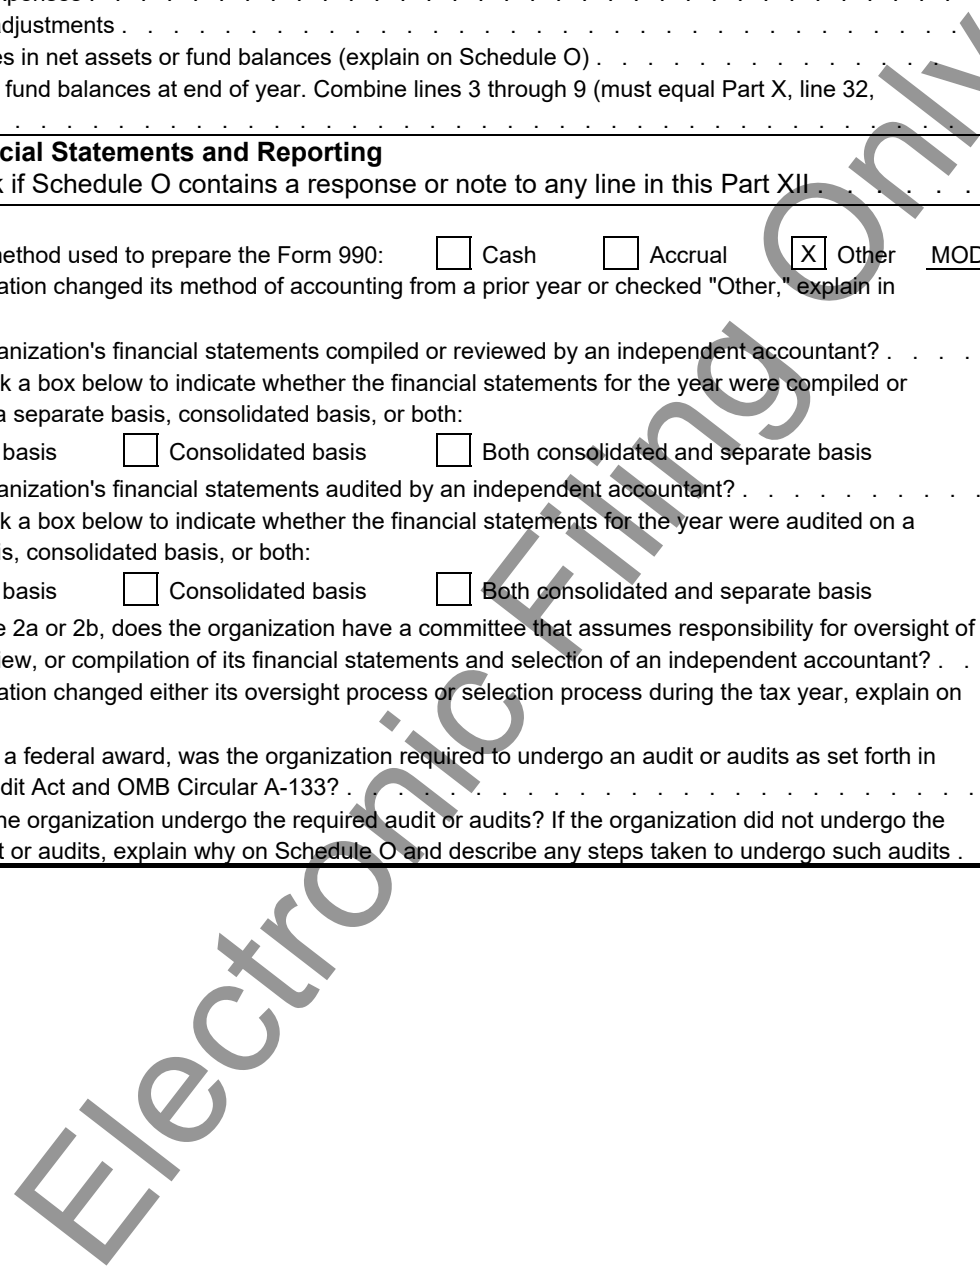 adjustments . . . . . . . . . . . . . . . . . . . . . . . . . . . . . . . . .
es in net assets or fund balances (explain on Schedule O) . . . . . . . . . . . . . .
fund balances at end of year. Combine lines 3 through 9 (must equal Part X, line 32,
. . . . . . . . . . . . . . . . . . . . . . . . . . . . . . . . . . . . .
cial Statements and Reporting
k if Schedule O contains a response or note to any line in this Part XII . . . . . .
method used to prepare the Form 990: Cash Accrual X Other MOD
ation changed its method of accounting from a prior year or checked "Other," explain in
anization's financial statements compiled or reviewed by an independent accountant? . . . .
k a box below to indicate whether the financial statements for the year were compiled or
a separate basis, consolidated basis, or both:
basis Consolidated basis Both consolidated and separate basis
anization's financial statements audited by an independent accountant? . . . . . . . . . .
k a box below to indicate whether the financial statements for the year were audited on a
is, consolidated basis, or both:
basis Consolidated basis Both consolidated and separate basis
e 2a or 2b, does the organization have a committee that assumes responsibility for oversight of
iew, or compilation of its financial statements and selection of an independent accountant? . .
ation changed either its oversight process or selection process during the tax year, explain on
a federal award, was the organization required to undergo an audit or audits as set forth in
dit Act and OMB Circular A-133? . . . . . . . . . . . . . . . . . . . . . . . .
he organization undergo the required audit or audits? If the organization did not undergo the
t or audits, explain why on Schedule O and describe any steps taken to undergo such audits .
Electronic Filing Only